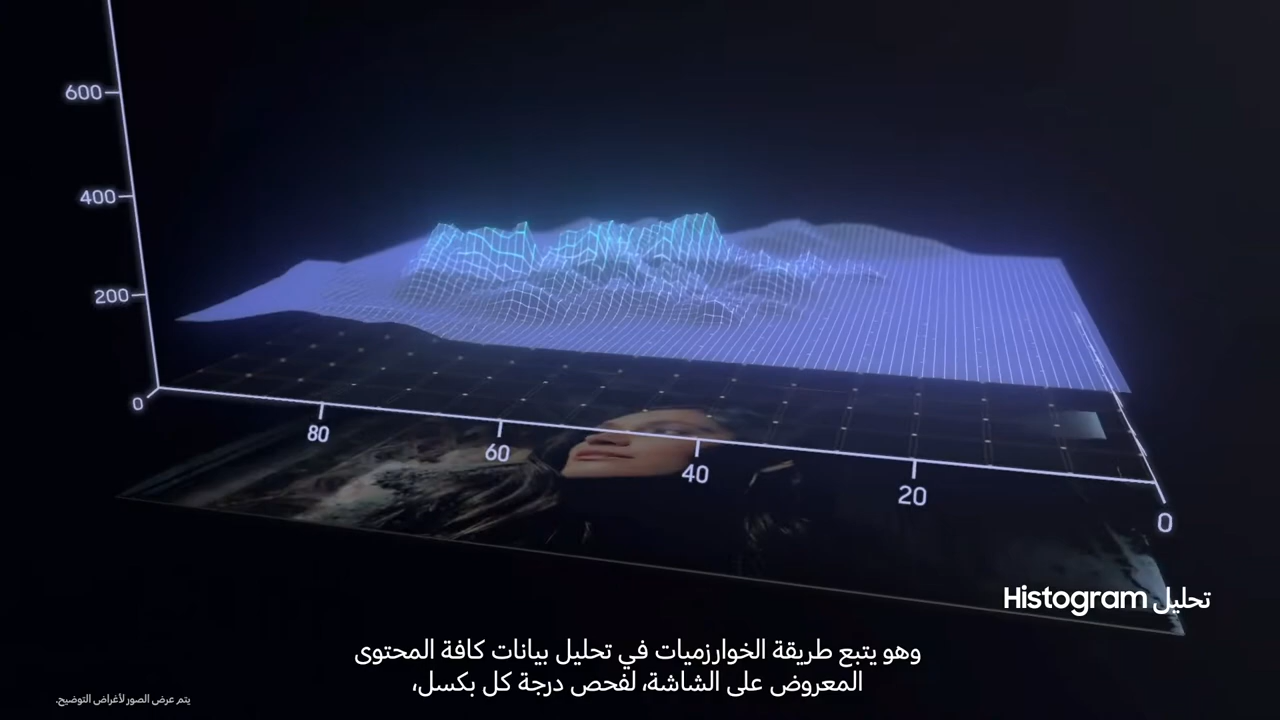 600
400
200
0
80
60
40
20
0
تحليل Histogram
وهو يتبع طريقة الخوارزميات في تحليل بيانات كافة المحتوى
المعروض على الشاشة، لفحص درجة كل بكسل،
يتم عرض الصور لأغراض التوضيح.